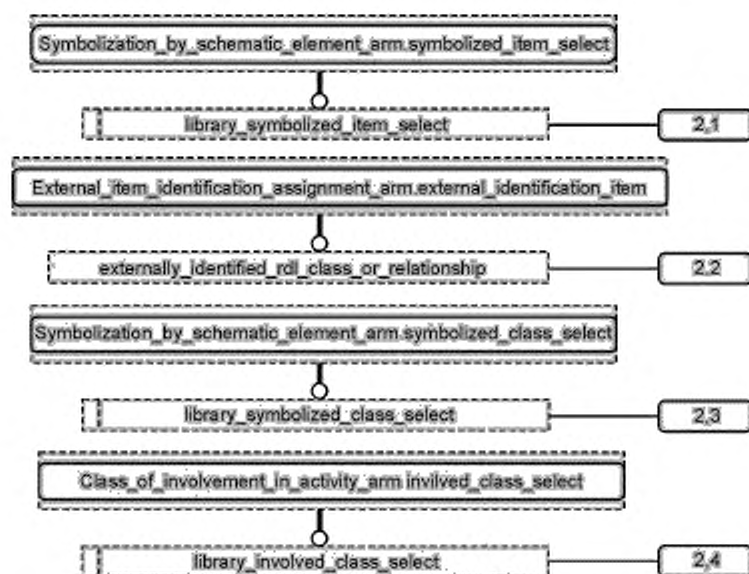 Symbolization_by_schematic_element_arm.symbolized_item_select
library_symbolized_item_select 2,1
External_item_identification_assignment_arm.external_identification_item
externally_identified_rdl_class_or_relationship 2,2
Symbolization_by_schematic_element_arm.symbolized_class_select
library_symbolized_class_select 2,3
Class_of_involvement_in_activity_arm.invilved_class_select
library_involved_class_select 2,4